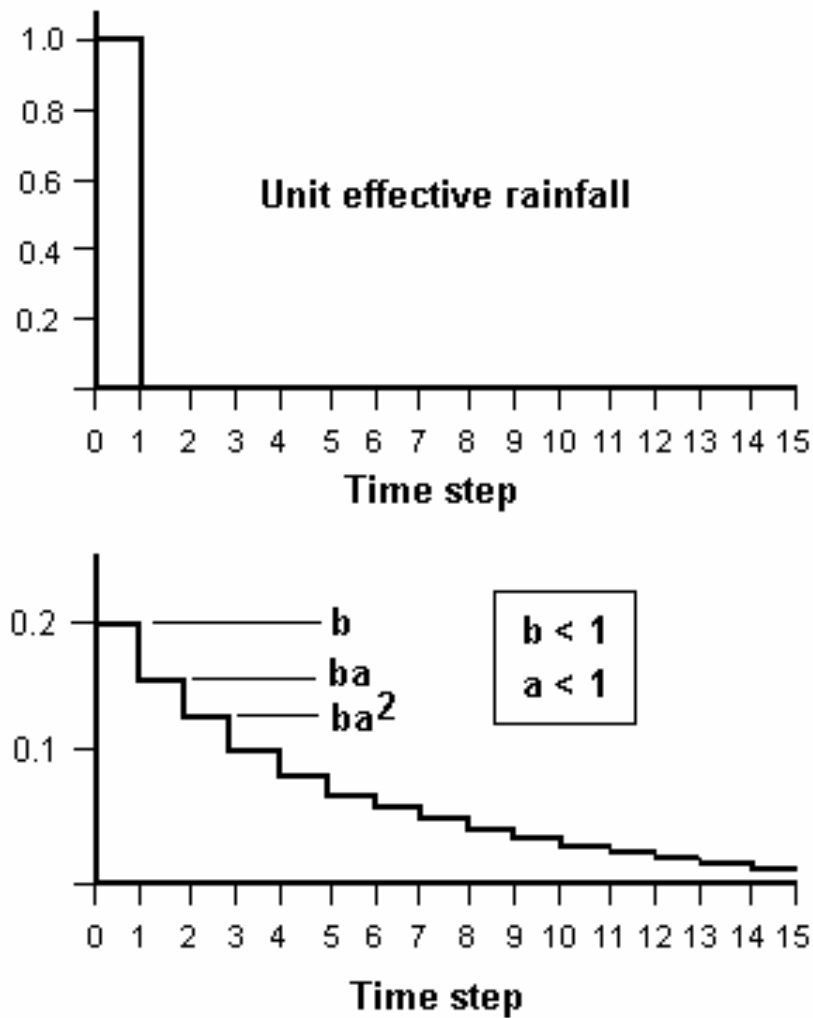 1.0
0.8
0.6
Unit effective rainfall
0.4
0.2
0 1 2 3 4 5 6 7 8 9 10 11 12 13 14 15
Time step
0.2
b
b < 1
ba
a < 1
ba²
0.1
0 1 2 3 4 5 6 7 8 9 10 11 12 13 14 15
Time step